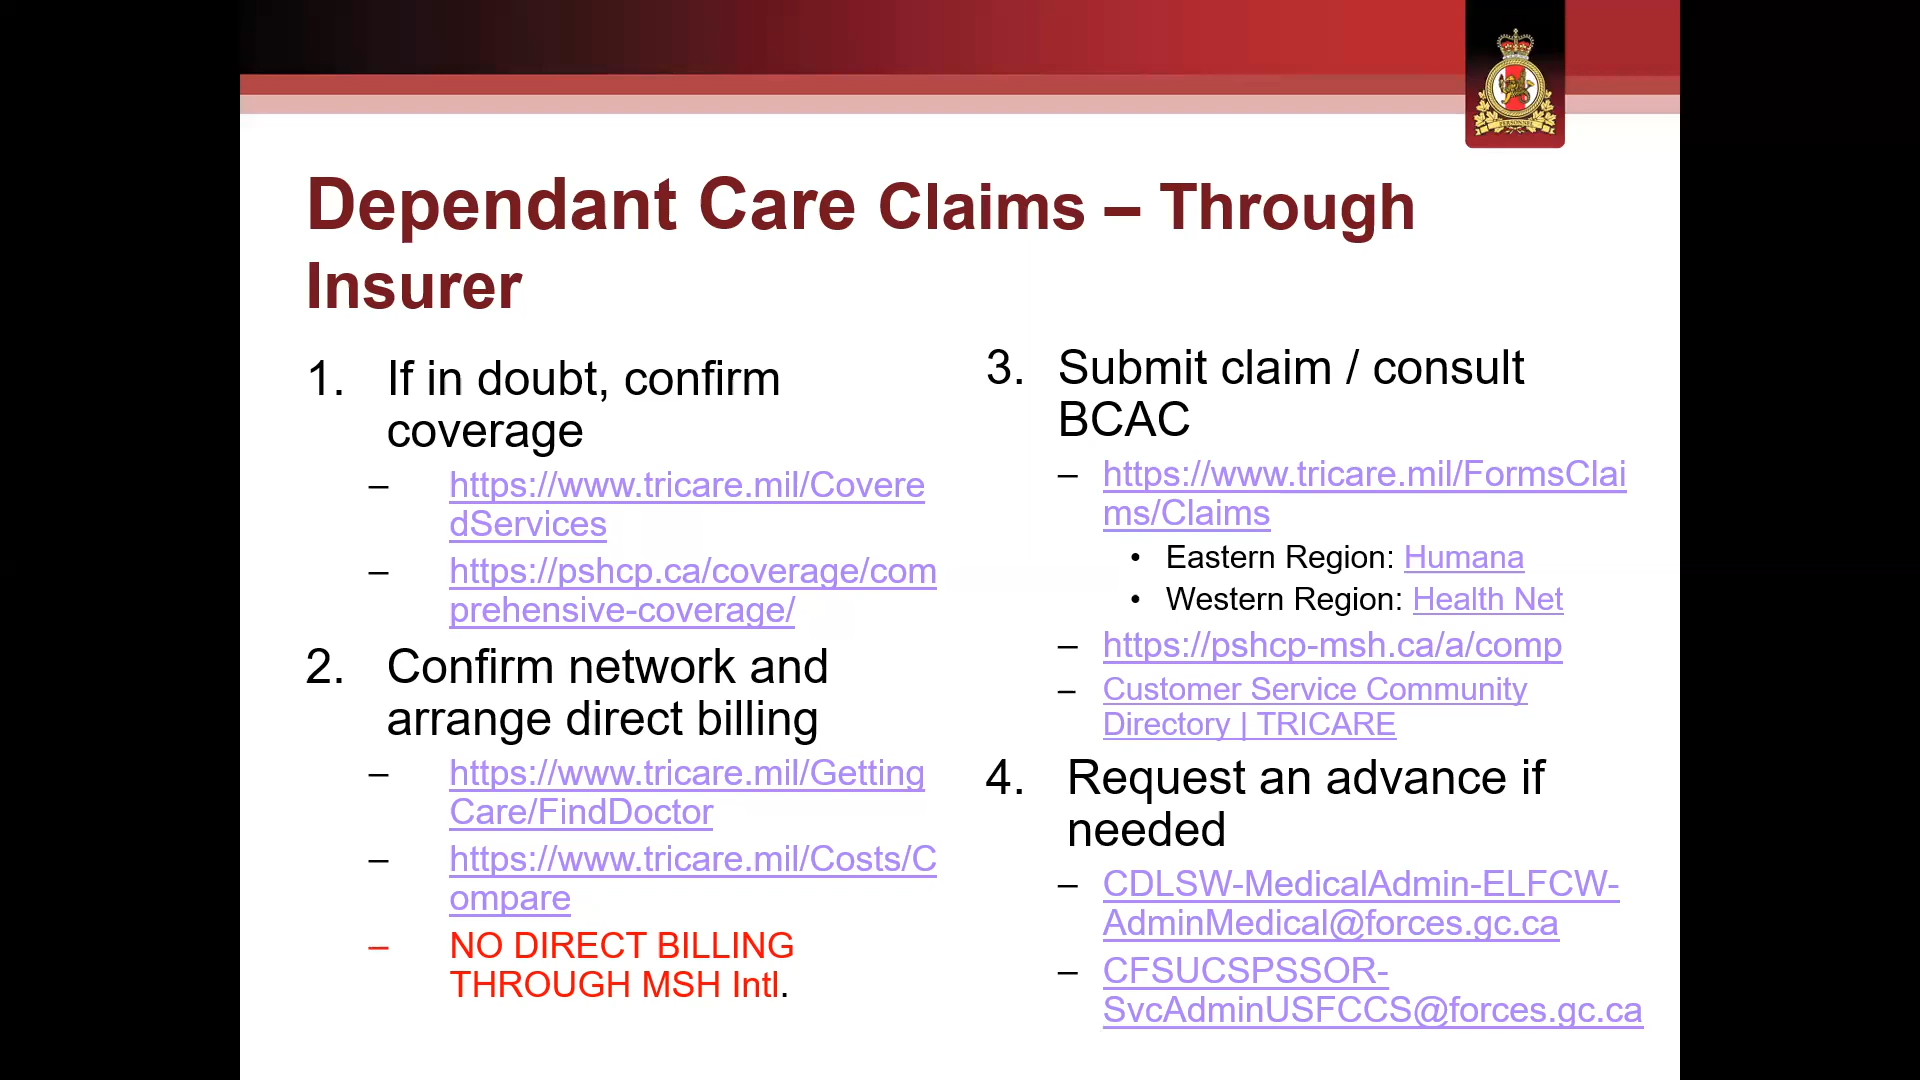 Dependant Care Claims – Through
Insurer
1. If in doubt, confirm
coverage
– https://www.tricare.mil/Covere
dServices
– https://pshcp.ca/coverage/com
prehensive-coverage/
2. Confirm network and
arrange direct billing
– https://www.tricare.mil/Getting
Care/FindDoctor
– https://www.tricare.mil/Costs/C
ompare
– NO DIRECT BILLING
THROUGH MSH Intl.
3. Submit claim / consult
BCAC
– https://www.tricare.mil/FormsClai
ms/Claims
• Eastern Region: Humana
• Western Region: Health Net
– https://pshcp-msh.ca/a/comp
– Customer Service Community
Directory | TRICARE
4. Request an advance if
needed
– CDLSW-MedicalAdmin-ELFCW-
AdminMedical@forces.gc.ca
– CFSUCSPSSOR-
SvcAdminUSFCCS@forces.gc.ca